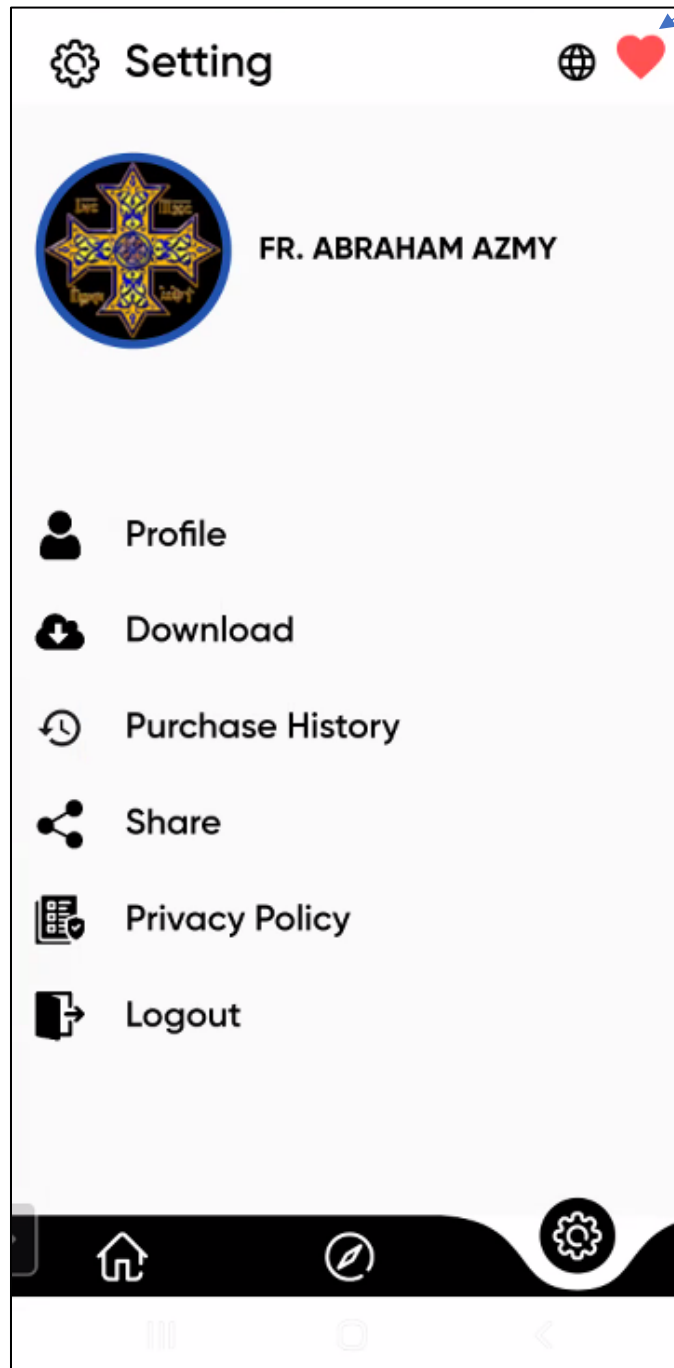 Setting
FR. ABRAHAM AZMY
Profile
Download
Purchase History
Share
Privacy Policy
Logout